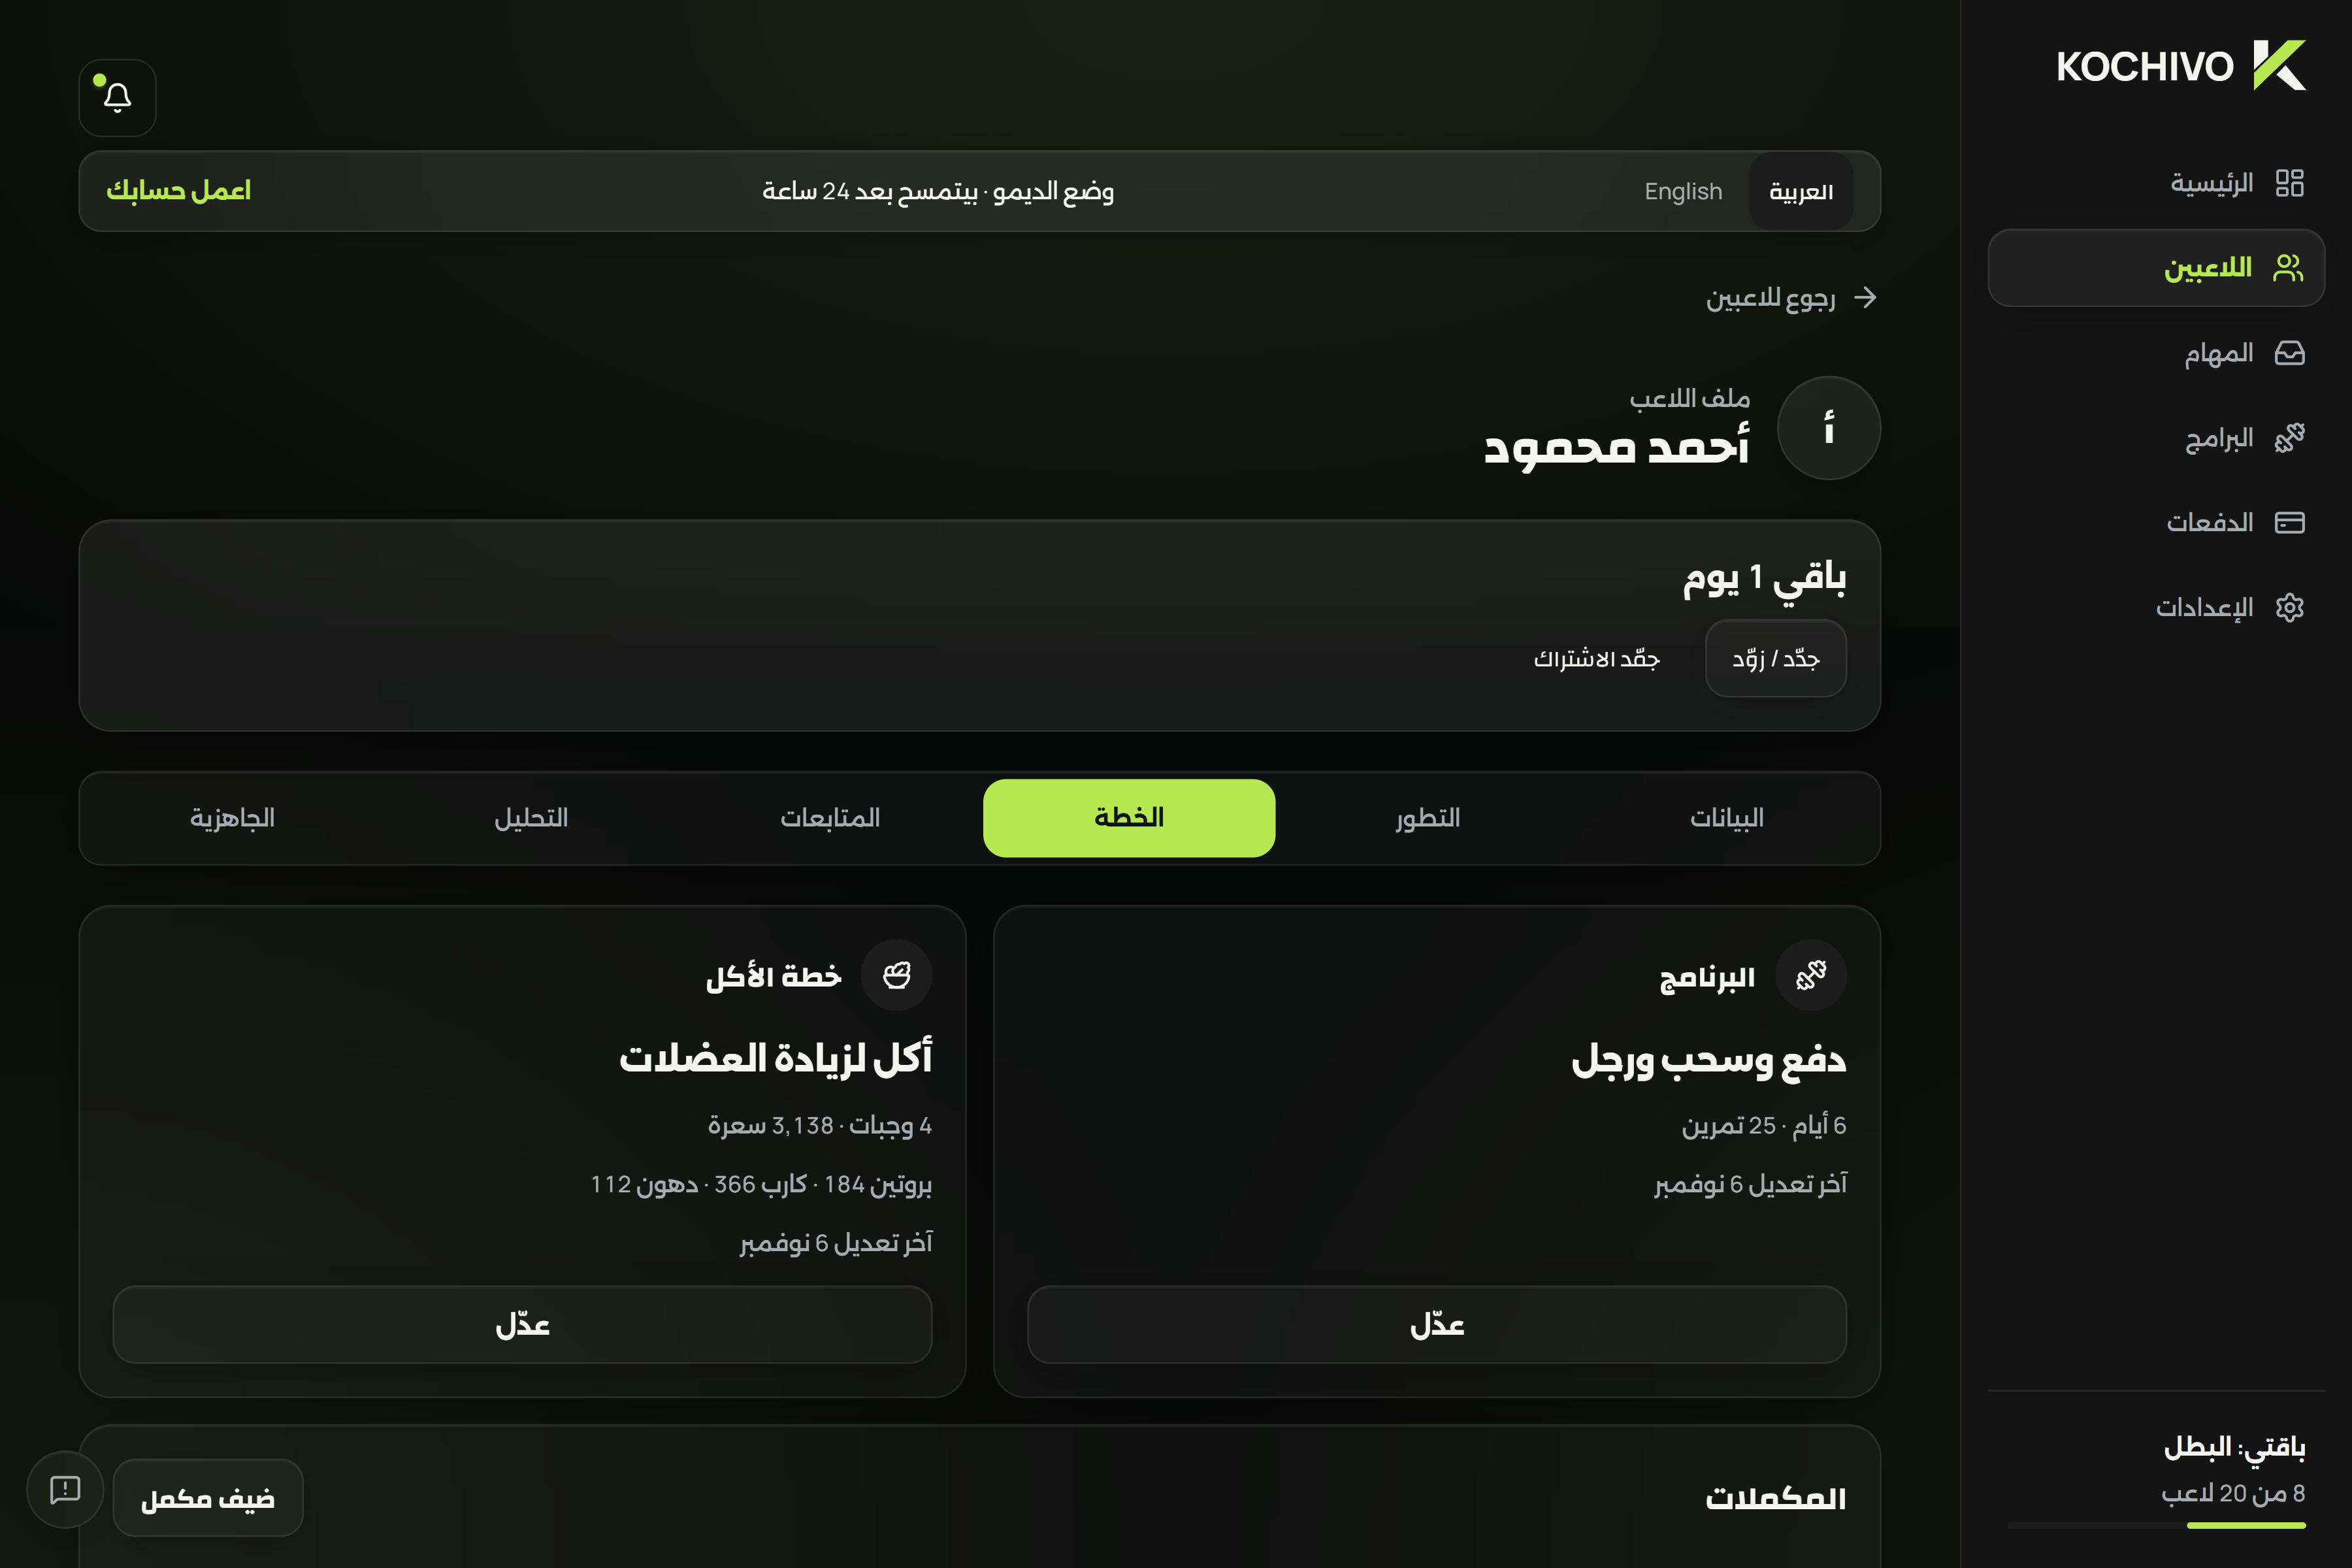 KOCHIVO
الرئيسية
اللاعبين
المهام
البرامج
الدفعات
الإعدادات
باقتي: البطل
8 من 20 لاعب
العربية
English
وضع الديمو · بيتمسح بعد 24 ساعة
اعمل حسابك
رجوع للاعبين
أ
ملف اللاعب
أحمد محمود
باقي 1 يوم
جدّد / زوّد
جمّد الاشتراك
البيانات
التطور
الخطة
المتابعات
التحليل
الجاهزية
البرنامج
دفع وسحب ورجل
6 أيام · 25 تمرين
آخر تعديل 6 نوفمبر
عدّل
خطة الأكل
أكل لزيادة العضلات
4 وجبات · 3,138 سعرة
بروتين 184 · كارب 366 · دهون 112
آخر تعديل 6 نوفمبر
عدّل
المكملات
ضيف مكمل